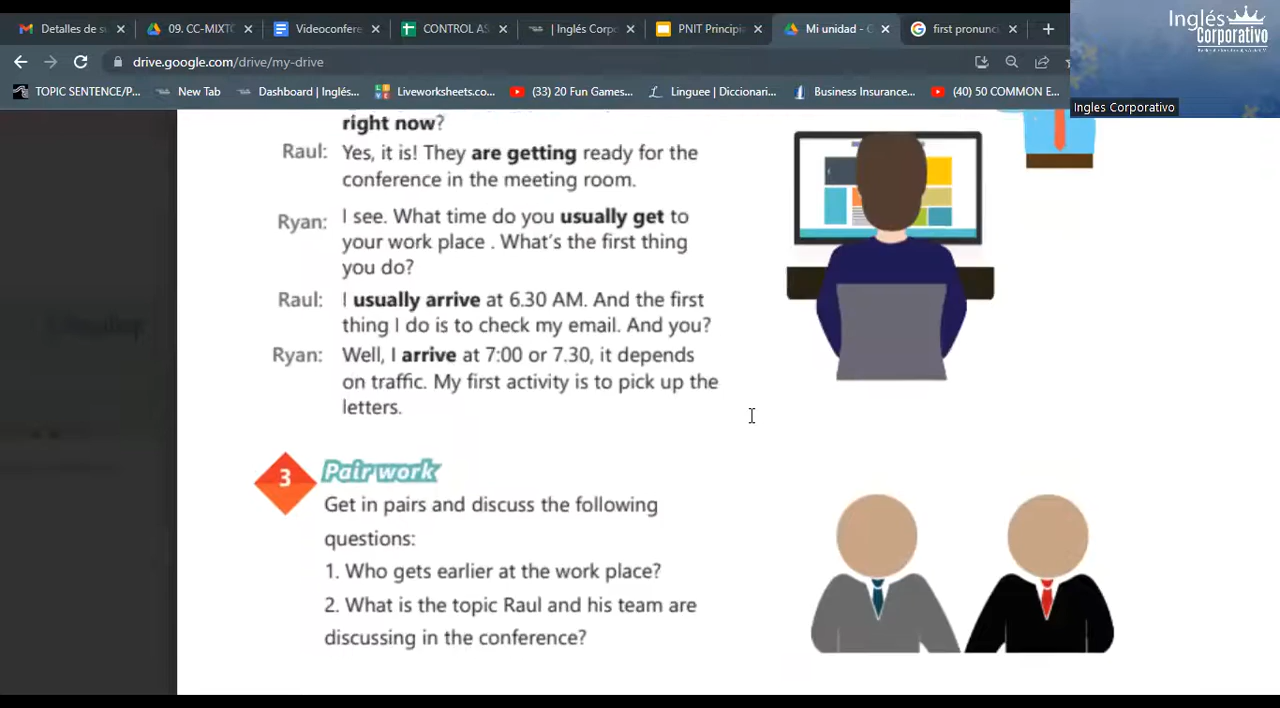 Detalles de su
09. CC-MIXTO
Videoconfere
CONTROL AS
| Inglés Corpo
PNIT Principia
Mi unidad - G
first pronunc
Inglés
Corporativo
drive.google.com/drive/my-drive
TOPIC SENTENCE/P...
New Tab
Dashboard | Inglés...
Liveworksheets.co...
(33) 20 Fun Games...
Linguee | Diccionari...
Business Insurance...
(40) 50 COMMON E...
Ingles Corporativo
right now?
Raul: Yes, it is! They are getting ready for the
conference in the meeting room.
Ryan: I see. What time do you usually get to
your work place . What's the first thing
you do?
Raul: I usually arrive at 6.30 AM. And the first
thing I do is to check my email. And you?
Ryan: Well, I arrive at 7:00 or 7.30, it depends
on traffic. My first activity is to pick up the
letters.
3 Pair work
Get in pairs and discuss the following
questions:
1. Who gets earlier at the work place?
2. What is the topic Raul and his team are
discussing in the conference?